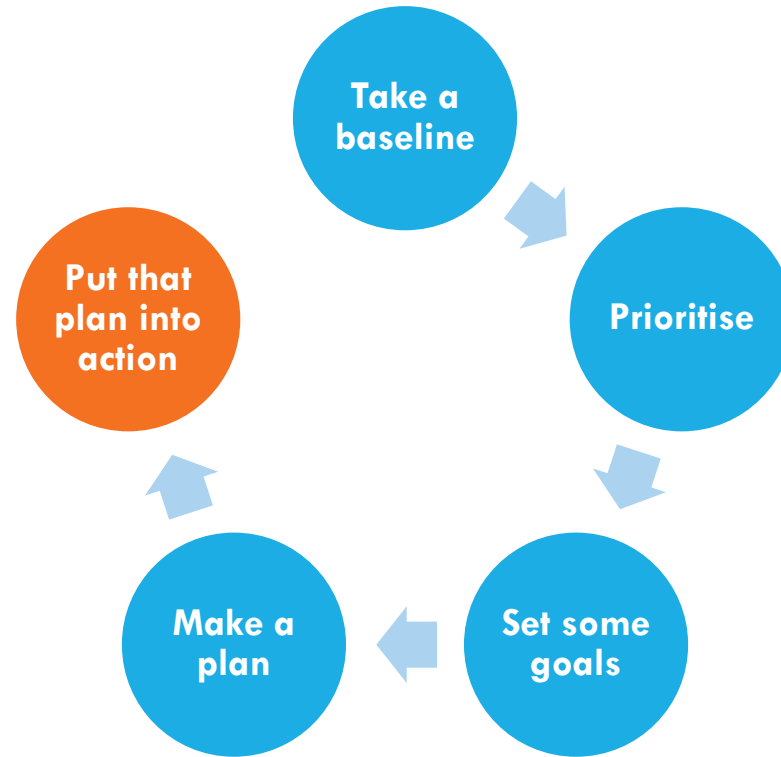 Take a
baseline
Prioritise
Set some
goals
Make a
plan
Put that
plan into
action